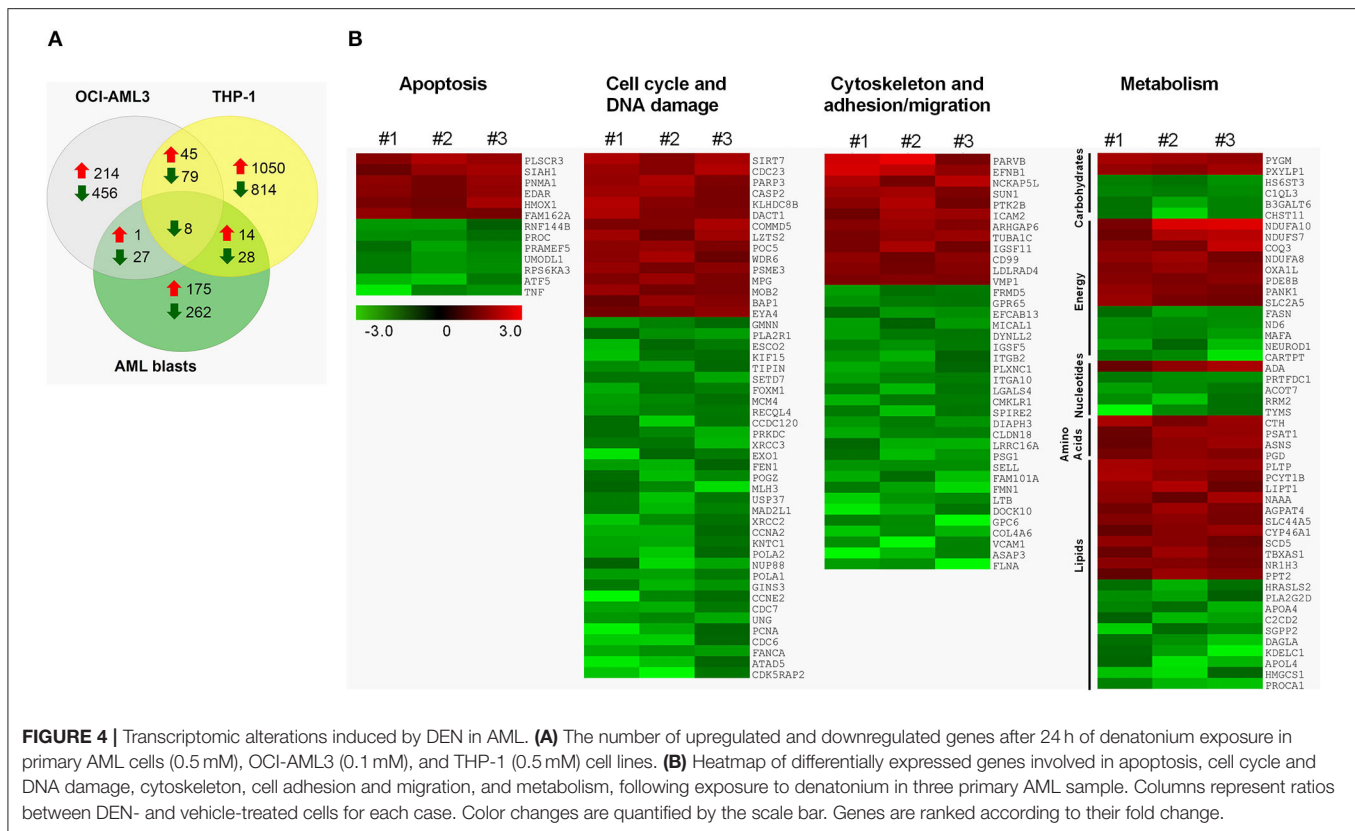 A
B
OCI-AML3
THP-1
214
456
45
79
1050
814
8
1
27
14
28
175
262
AML blasts
Apoptosis
#1 #2 #3
PLSCR3
SIAH1
PNMA1
EDAR
HMOX1
FAM162A
RNF144B
PROC
PRAMEF5
UMODL1
RPS6KA3
ATF5
TNF
-3.0 0 3.0
Cell cycle and
DNA damage
#1 #2 #3
SIRT7
CDC23
PARP3
CASP2
KLHDC8B
DACT1
COMMD5
LZTS2
POC5
WDR6
PSME3
MPG
MOB2
BAP1
EYA4
GMNN
PLA2R1
ESCO2
KIF15
TIPIN
SETD7
FOXM1
MCM4
RECQL4
CCDC120
PRKDC
XRCC3
EXO1
FEN1
POGZ
MLH3
USP37
MAD2L1
XRCC2
CCNA2
KNTC1
POLA2
NUP88
POLA1
GINS3
CCNE2
CDC7
UNG
PCNA
CDC6
FANCA
ATAD5
CDK5RAP2
Cytoskeleton and
adhesion/migration
#1 #2 #3
PARVB
EFNB1
NCKAP5L
SUN1
PTK2B
ICAM2
ARHGAP6
TUBA1C
IGSF11
CD99
LDLRAD4
VMP1
FRMD5
GPR65
EFCAB13
MICAL1
DYNLL2
IGSF5
ITGB2
PLXNC1
ITGA10
LGALS4
CMKLR1
SPIRE2
DIAPH3
CLDN18
LRRC16A
PSG1
SELL
FAM101A
FMN1
LTB
DOCK10
GPC6
COL4A6
VCAM1
ASAP3
FLNA
Metabolism
#1 #2 #3
Carbohydrates
PYGM
PXYLP1
HS6ST3
C1QL3
B3GALT6
CHST11
Energy
NDUFA10
NDUFS7
COQ3
NDUFA8
OXA1L
PDE8B
PANK1
SLC2A5
FASN
ND6
MAFA
NEUROD1
CARTPT
Nucleotides
ADA
PRTFDC1
ACOT7
RRM2
TYMS
Amino
Acids
CTH
PSAT1
ASNS
PGD
Lipids
PLTP
PCYT1B
LIPT1
NAAA
AGPAT4
SLC44A5
CYP46A1
SCD5
TBXAS1
NR1H3
PPT2
HRASLS2
PLA2G2D
APOA4
C2CD2
SGPP2
DAGLA
KDELC1
APOL4
HMGCS1
PROCA1
FIGURE 4 | Transcriptomic alterations induced by DEN in AML. (A) The number of upregulated and downregulated genes after 24 h of denatonium exposure in
primary AML cells (0.5 mM), OCI-AML3 (0.1 mM), and THP-1 (0.5 mM) cell lines. (B) Heatmap of differentially expressed genes involved in apoptosis, cell cycle and
DNA damage, cytoskeleton, cell adhesion and migration, and metabolism, following exposure to denatonium in three primary AML sample. Columns represent ratios
between DEN- and vehicle-treated cells for each case. Color changes are quantified by the scale bar. Genes are ranked according to their fold change.